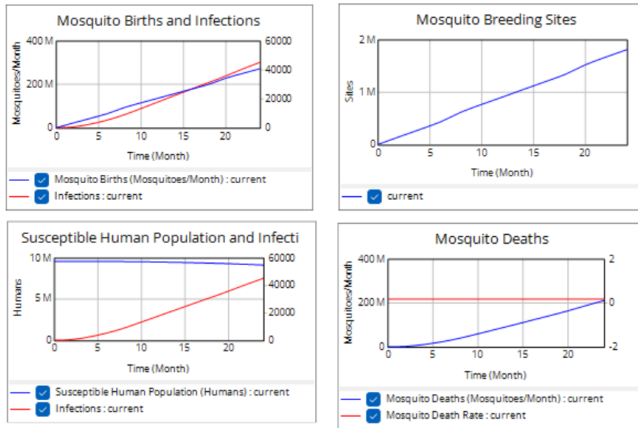 Mosquito Births and Infections
400 M
60000
200 M
40000
20000
0
0
Mosquitoes/Month
0
5
10
15
20
Time (Month)
Mosquito Births (Mosquitoes/Month) : current
Infections : current
Mosquito Breeding Sites
2 M
1 M
0
Sites
0
5
10
15
20
Time (Month)
current
Susceptible Human Population and Infecti
10 M
60000
5 M
40000
20000
0
0
Humans
0
5
10
15
20
Time (Month)
Susceptible Human Population (Humans) : current
Infections : current
Mosquito Deaths
400 M
2
200 M
0
0
-2
Mosquitoes/Month
0
5
10
15
20
Time (Month)
Mosquito Deaths (Mosquitoes/Month) : current
Mosquito Death Rate : current